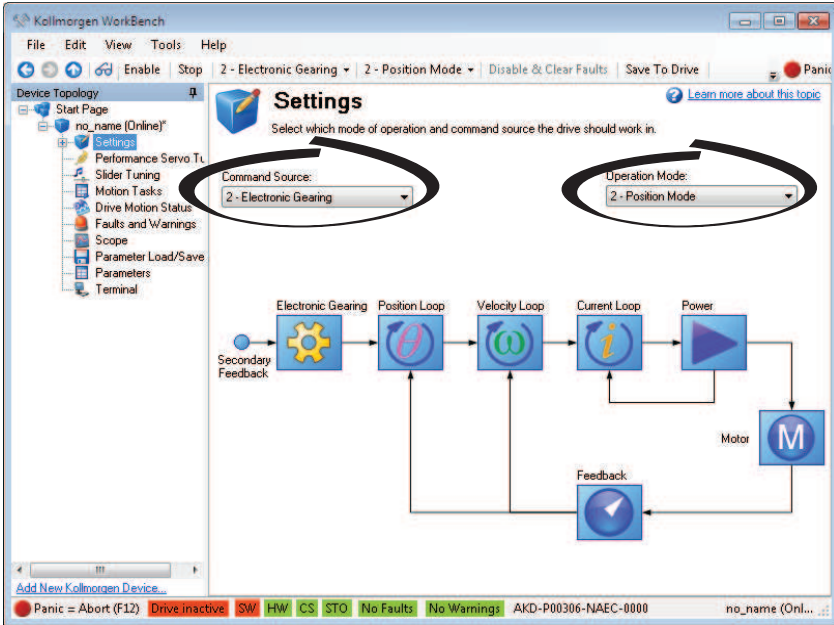 Kollmorgen WorkBench
File Edit View Tools Help
Enable Stop 2 - Electronic Gearing 2 - Position Mode Disable & Clear Faults Save To Drive Panic
Device Topology
Start Page
no_name (Online)*
Settings
Performance Servo Tu
Slider Tuning
Motion Tasks
Drive Motion Status
Faults and Warnings
Scope
Parameter Load/Save
Parameters
Terminal
Add New Kollmorgen Device...
Settings
Learn more about this topic
Select which mode of operation and command source the drive should work in.
Command Source:
2 - Electronic Gearing
Operation Mode:
2 - Position Mode
Electronic Gearing Position Loop Velocity Loop Current Loop Power
θ ω i
Secondary
Feedback
Motor M
Feedback
Panic = Abort (F12) Drive inactive SW HW CS STO No Faults No Warnings AKD-P00306-NAEC-0000 no_name (Onl...